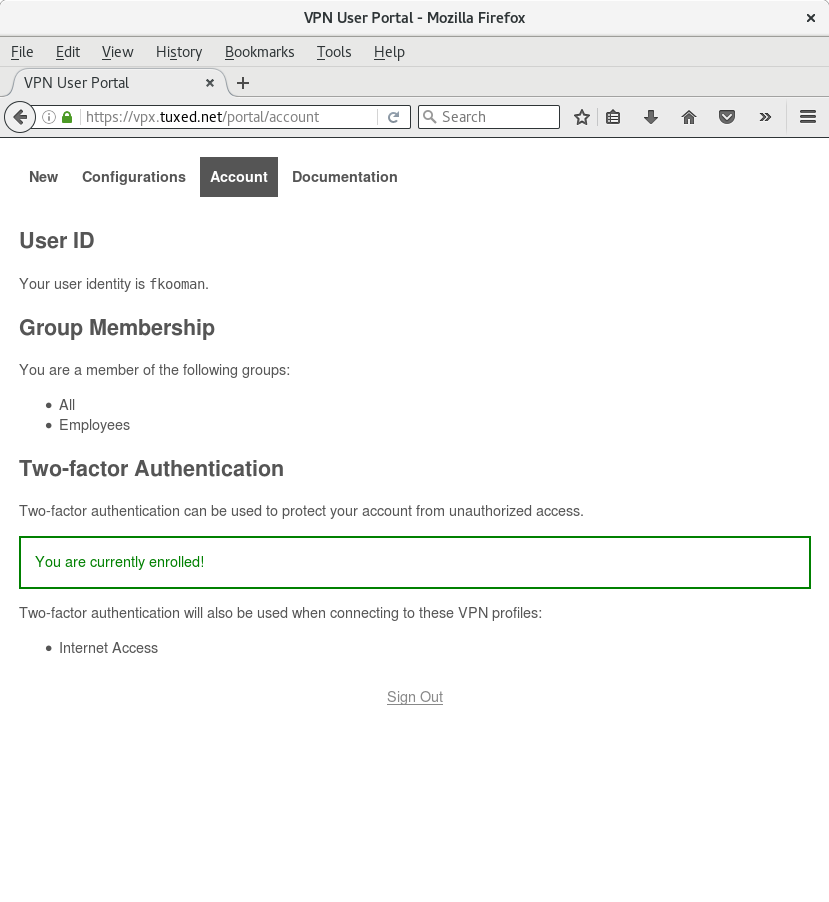 VPN User Portal - Mozilla Firefox
File Edit View History Bookmarks Tools Help
VPN User Portal
https://vpx.tuxed.net/portal/account Search
New Configurations Account Documentation
User ID
Your user identity is fkooman.
Group Membership
You are a member of the following groups:
• All
• Employees
Two-factor Authentication
Two-factor authentication can be used to protect your account from unauthorized access.
You are currently enrolled!
Two-factor authentication will also be used when connecting to these VPN profiles:
• Internet Access
Sign Out